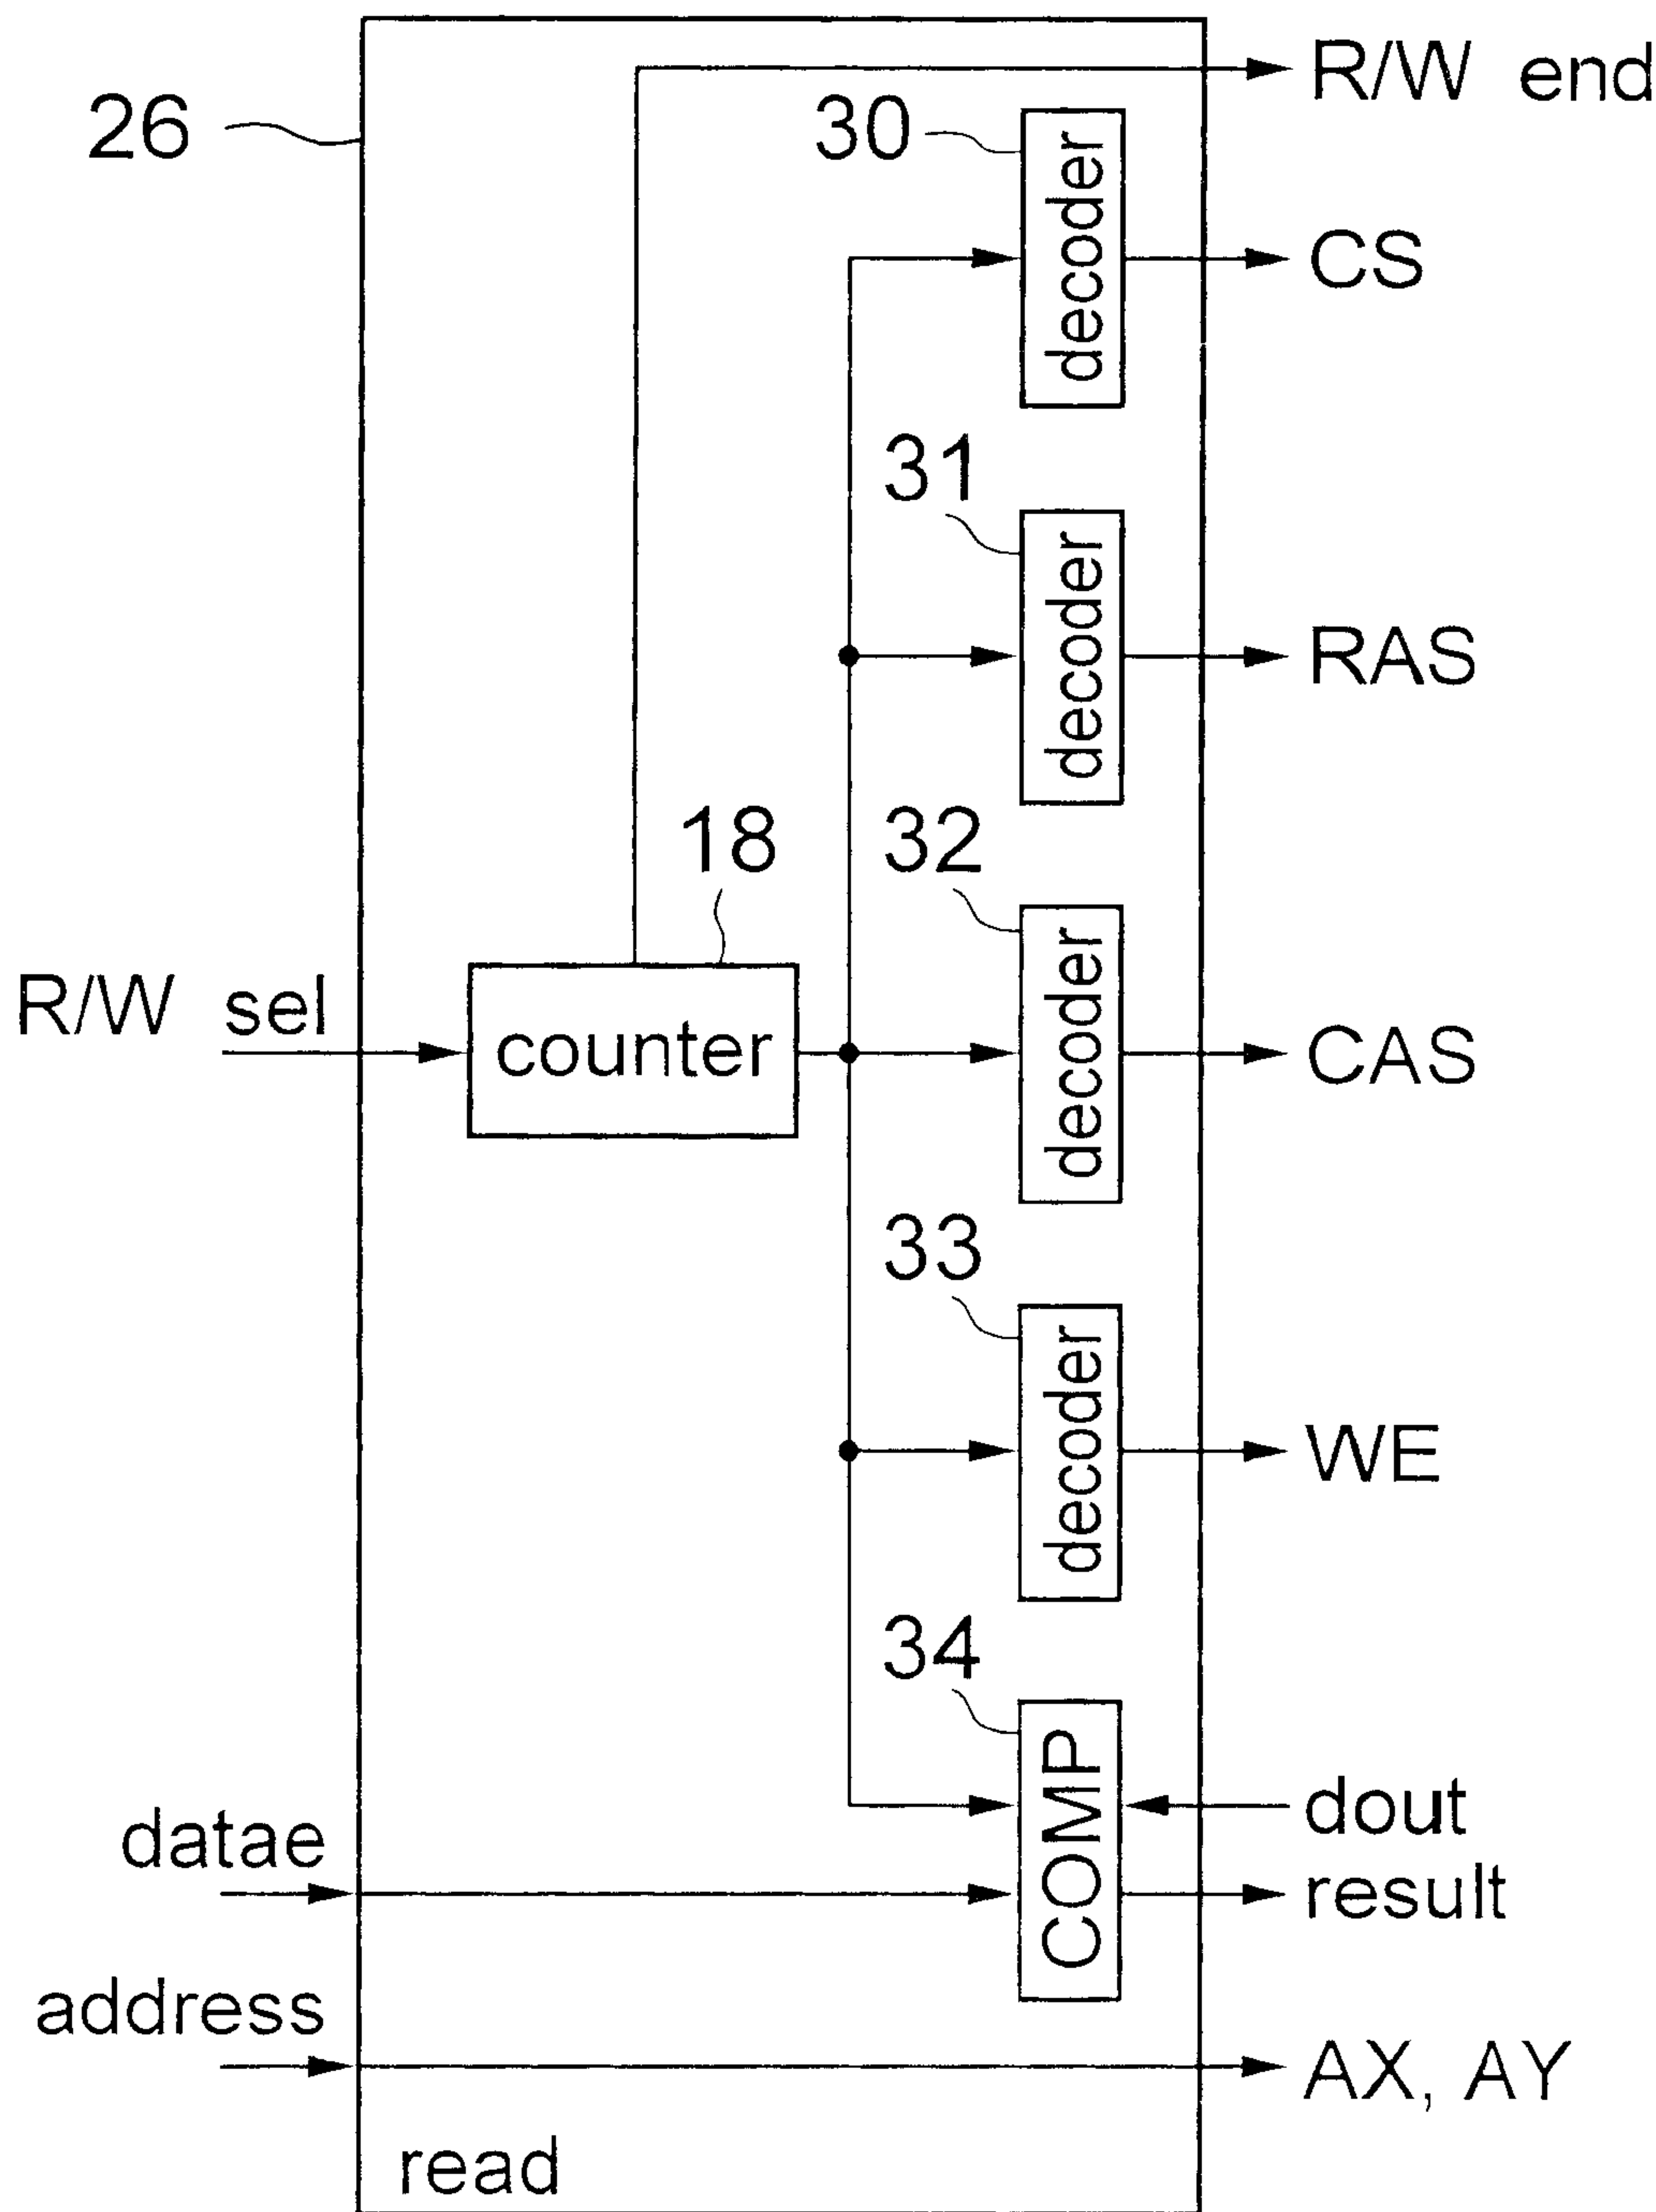 R/W end
26
30
decoder
CS
31
decoder
RAS
18
32
R/W sel
counter
decoder
CAS
33
decoder
WE
34
COMP
dout
datae
result
address
AX, AY
read